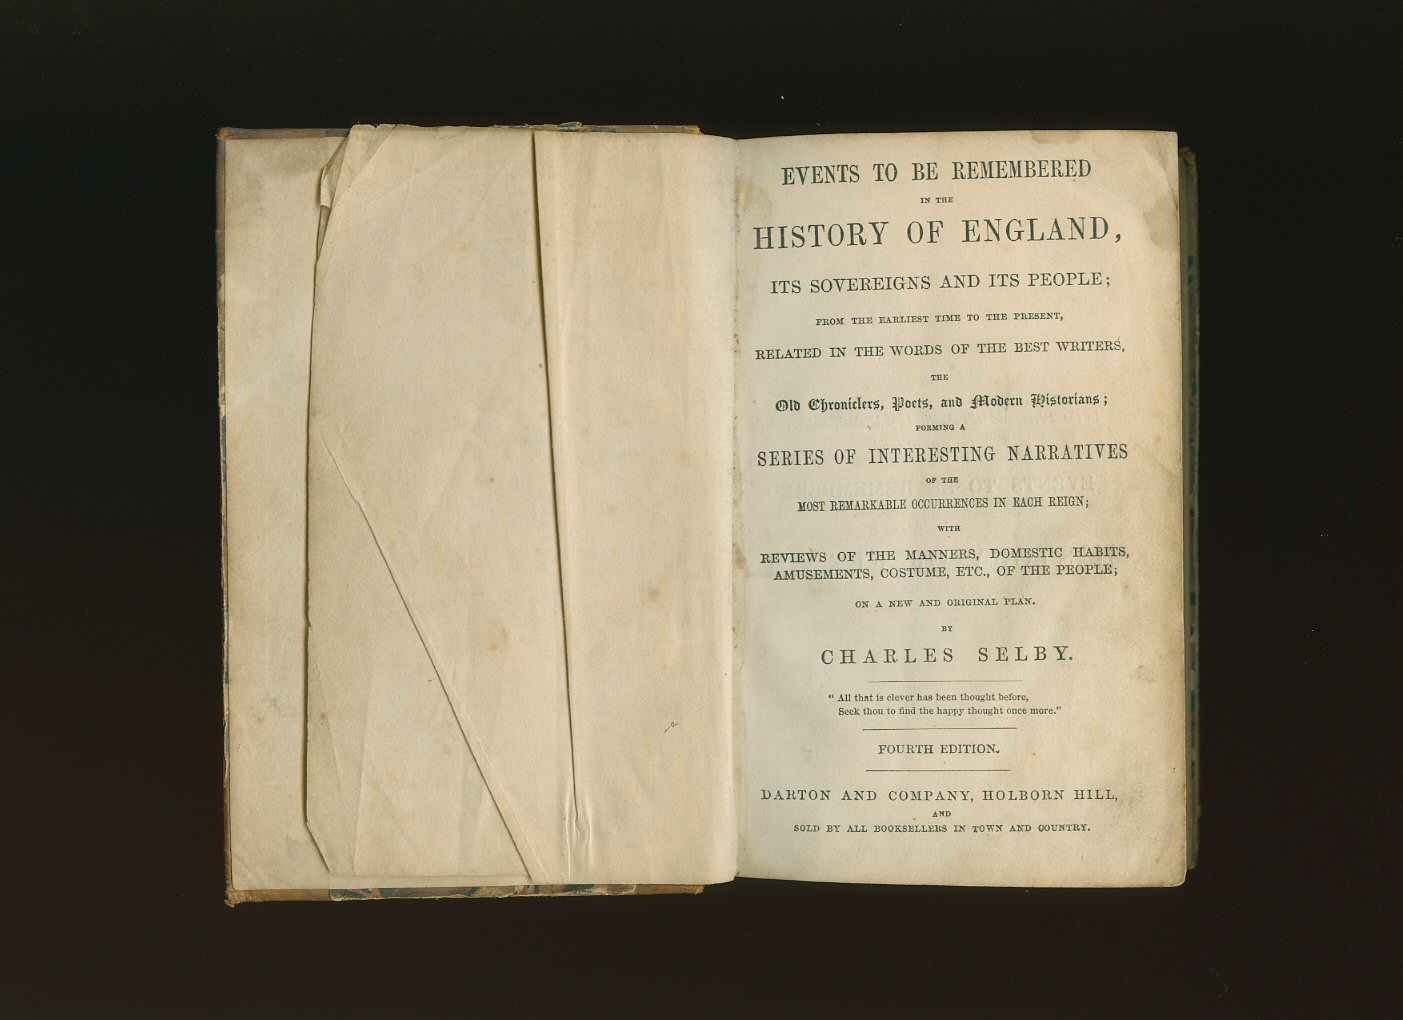 EVENTS TO BE REMEMBERED
IN THE
HISTORY OF ENGLAND,
ITS SOVEREIGNS AND ITS PEOPLE;
FROM THE EARLIEST TIME TO THE PRESENT,
RELATED IN THE WORDS OF THE BEST WRITERS,
THE
Old Chroniclers, Poets, and Modern Historians;
FORMING A
SERIES OF INTERESTING NARRATIVES
OF THE
MOST REMARKABLE OCCURRENCES IN EACH REIGN;
WITH
REVIEWS OF THE MANNERS, DOMESTIC HABITS,
AMUSEMENTS, COSTUME, ETC., OF THE PEOPLE;
ON A NEW AND ORIGINAL PLAN.
BY
CHARLES SELBY.
" All that is clever has been thought before,
Seek thou to find the happy thought once more."
FOURTH EDITION.
DARTON AND COMPANY, HOLBORN HILL,
AND
SOLD BY ALL BOOKSELLERS IN TOWN AND COUNTRY.